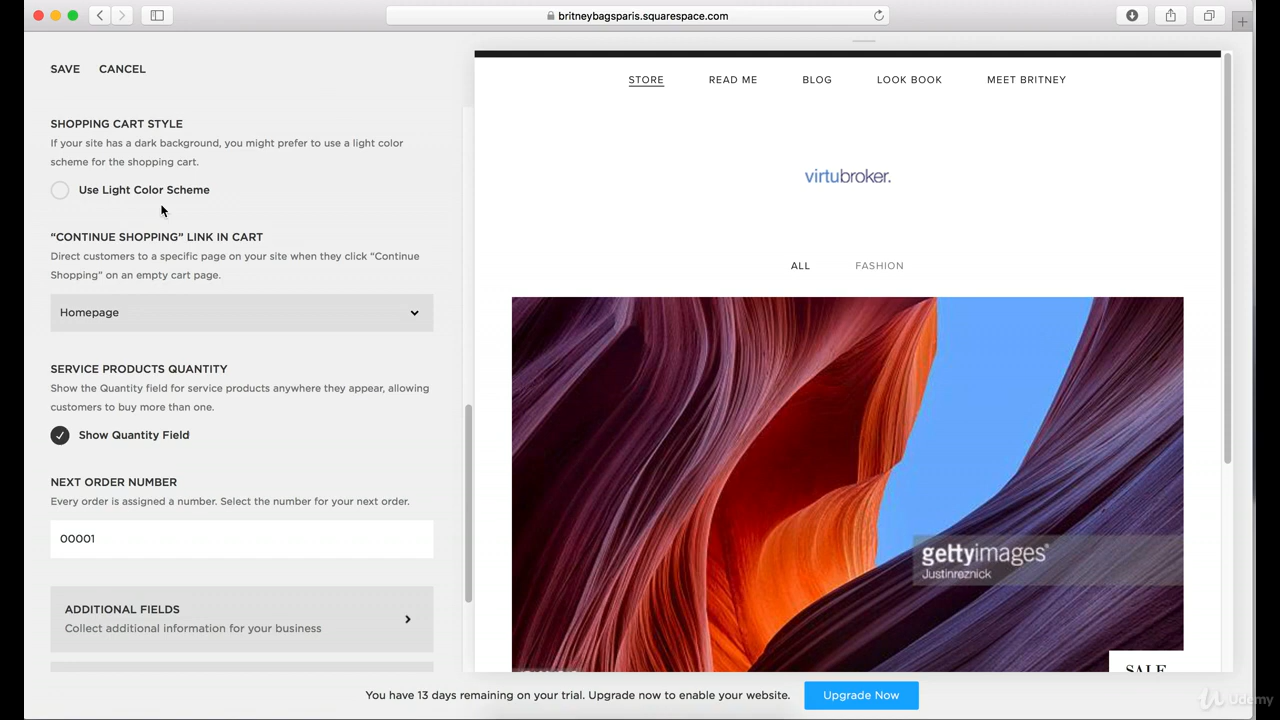 britneybagsparis.squarespace.com
SAVE CANCEL
SHOPPING CART STYLE
If your site has a dark background, you might prefer to use a light color
scheme for the shopping cart.
Use Light Color Scheme
“CONTINUE SHOPPING” LINK IN CART
Direct customers to a specific page on your site when they click “Continue
Shopping” on an empty cart page.
Homepage
SERVICE PRODUCTS QUANTITY
Show the Quantity field for service products anywhere they appear, allowing
customers to buy more than one.
Show Quantity Field
NEXT ORDER NUMBER
Every order is assigned a number. Select the number for your next order.
00001
ADDITIONAL FIELDS
Collect additional information for your business
STORE READ ME BLOG LOOK BOOK MEET BRITNEY
virtubroker.
ALL FASHION
gettyimages®
Justinreznick
SALE
You have 13 days remaining on your trial. Upgrade now to enable your website.
Upgrade Now
Udemy